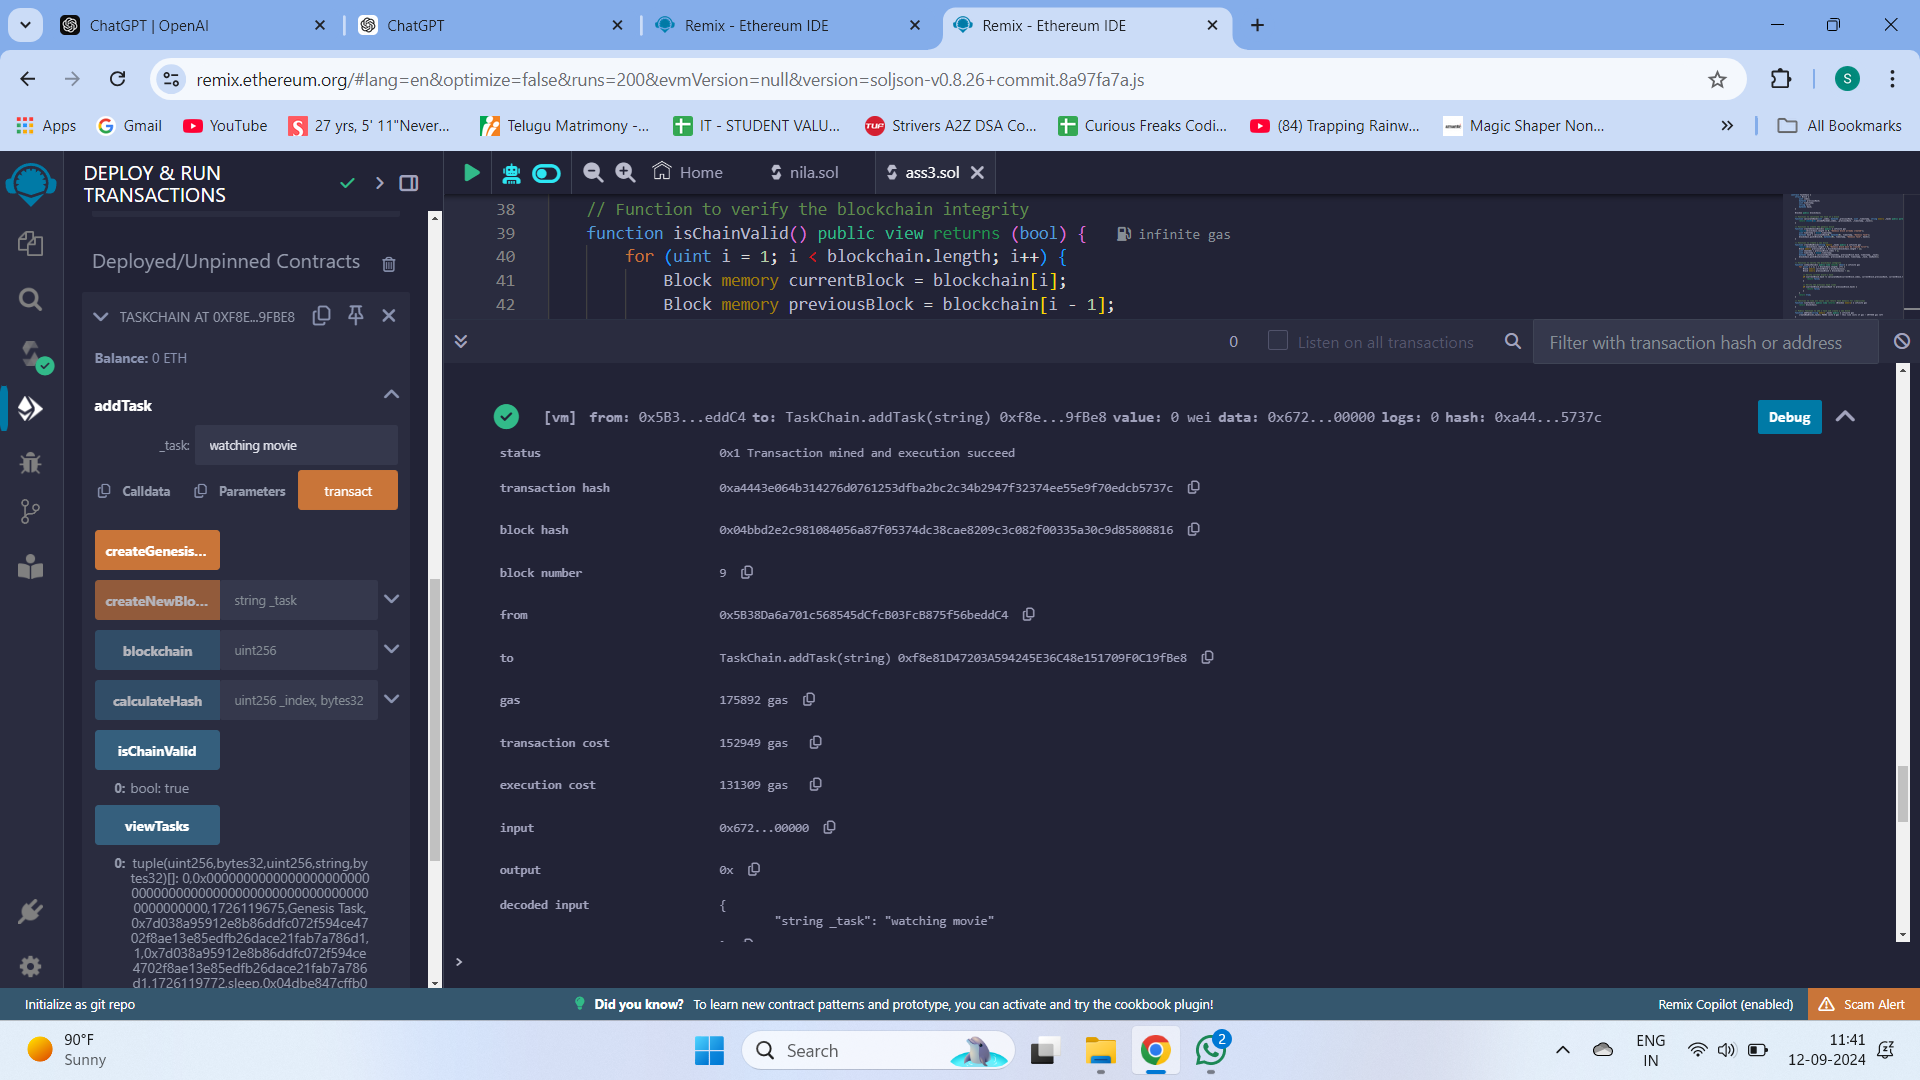 ChatGPT | OpenAI
ChatGPT
Remix - Ethereum IDE
Remix - Ethereum IDE
remix.ethereum.org/#lang=en&optimize=false&runs=200&evmVersion=null&version=soljson-v0.8.26+commit.8a97fa7a.js
S
Apps
Gmail
YouTube
27 yrs, 5' 11"Never...
Telugu Matrimony -...
IT - STUDENT VALU...
Strivers A2Z DSA Co...
Curious Freaks Codi...
(84) Trapping Rainw...
Magic Shaper Non...
All Bookmarks
DEPLOY & RUN
TRANSACTIONS
Home
nila.sol
ass3.sol
38 // Function to verify the blockchain integrity
39 function isChainValid() public view returns (bool) { infinite gas
40 for (uint i = 1; i < blockchain.length; i++) {
41 Block memory currentBlock = blockchain[i];
42 Block memory previousBlock = blockchain[i - 1];
Deployed/Unpinned Contracts
TASKCHAIN AT 0XF8E...9FBE8
Balance: 0 ETH
addTask
_task: watching movie
Calldata Parameters transact
createGenesis...
createNewBlo... string _task
blockchain uint256
calculateHash uint256 _index, bytes32
isChainValid
0: bool: true
viewTasks
0: tuple(uint256,bytes32,uint256,string,by
tes32)[]: 0,0x0000000000000000000000
000000000000000000000000000000000
0000000000,1726119675,Genesis Task,
0x7d038a95912e8b86ddfc072f594ce47
02f8ae13e85edfb26dace21fab7a786d1,
1,0x7d038a95912e8b86ddfc072f594ce
4702f8ae13e85edfb26dace21fab7a786
d1,1726119772,sleep,0x04dbe847cffb0
0 Listen on all transactions Filter with transaction hash or address
[vm] from: 0x5B3...eddC4 to: TaskChain.addTask(string) 0xf8e...9fBe8 value: 0 wei data: 0x672...00000 logs: 0 hash: 0xa44...5737c
Debug
status 0x1 Transaction mined and execution succeed
transaction hash 0xa4443e064b314276d0761253dfba2bc2c34b2947f32374ee55e9f70edcb5737c
block hash 0x04bbd2e2c981084056a87f05374dc38cae8209c3c082f00335a30c9d85808816
block number 9
from 0x5B38Da6a701c568545dCfcB03FcB875f56beddC4
to TaskChain.addTask(string) 0xf8e81D47203A594245E36C48e151709F0C19fBe8
gas 175892 gas
transaction cost 152949 gas
execution cost 131309 gas
input 0x672...00000
output 0x
decoded input {
"string _task": "watching movie"
>
Initialize as git repo
Did you know? To learn new contract patterns and prototype, you can activate and try the cookbook plugin!
Remix Copilot (enabled)
Scam Alert
90°F
Sunny
Search
2
ENG
IN
11:41
12-09-2024